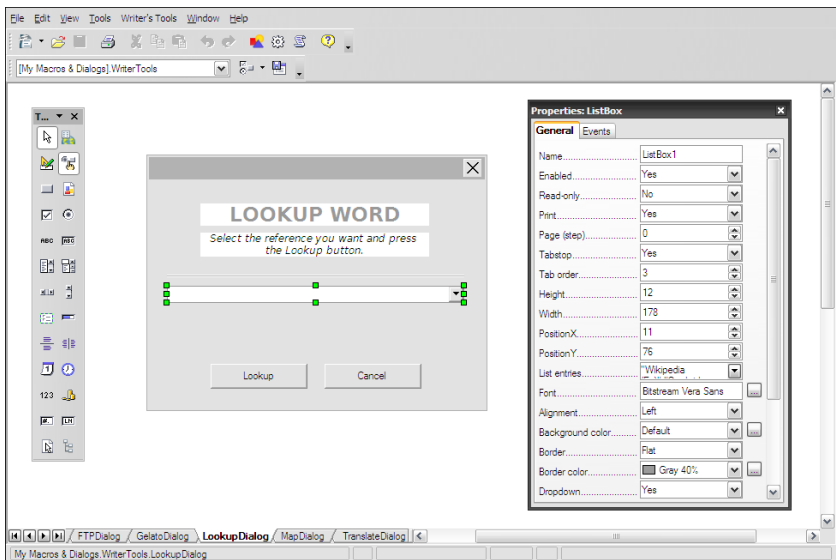 File Edit View Tools Writer's Tools Window Help
[My Macros & Dialogs].WriterTools
T...
Properties: ListBox
General Events
Name ListBox1
Enabled Yes
Read-only No
Print Yes
Page (step) 0
Tabstop Yes
Tab order 3
Height 12
Width 178
PositionX 11
PositionY 76
List entries "Wikipedia
Font Bitstream Vera Sans ...
Alignment Left
Background color Default ...
Border Flat
Border color Gray 40% ...
Dropdown Yes
LOOKUP WORD
Select the reference you want and press
the Lookup button.
Lookup Cancel
ABC ABC
123
LH
FTPDialog GelatoDialog LookupDialog MapDialog TranslateDialog
My Macros & Dialogs.WriterTools.LookupDialog